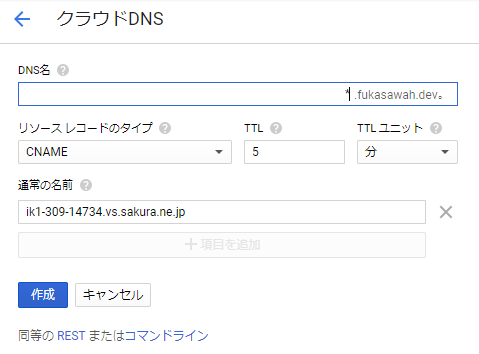 クラウドDNS
DNS名
* .fukasawah.dev。
リソース レコードのタイプ TTL TTL ユニット
CNAME 5 分
通常の名前
ik1-309-14734.vs.sakura.ne.jp
項目を追加
作成 キャンセル
同等の REST またはコマンドライン